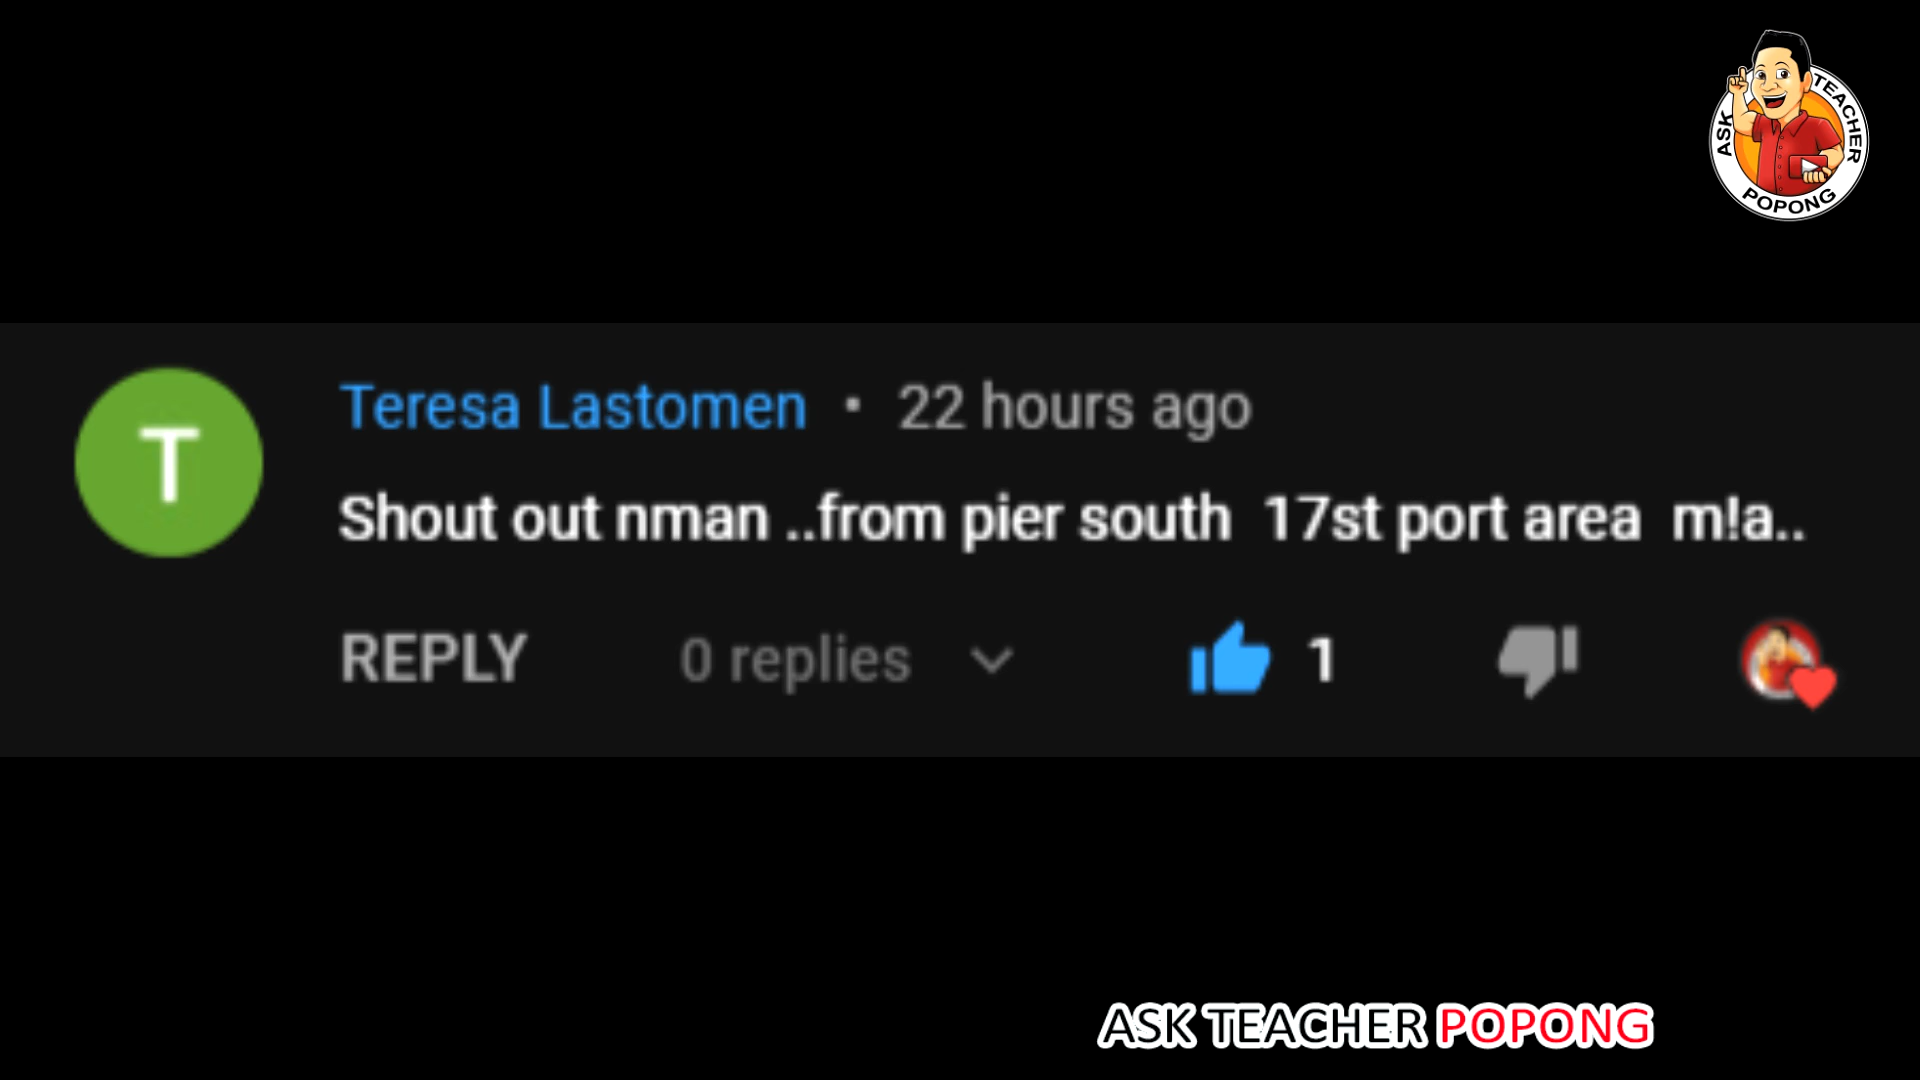 ASK TEACHER POPONG
T
Teresa Lastomen • 22 hours ago
Shout out nman ..from pier south 17st port area m!a..
REPLY 0 replies 1
ASK TEACHER POPONG